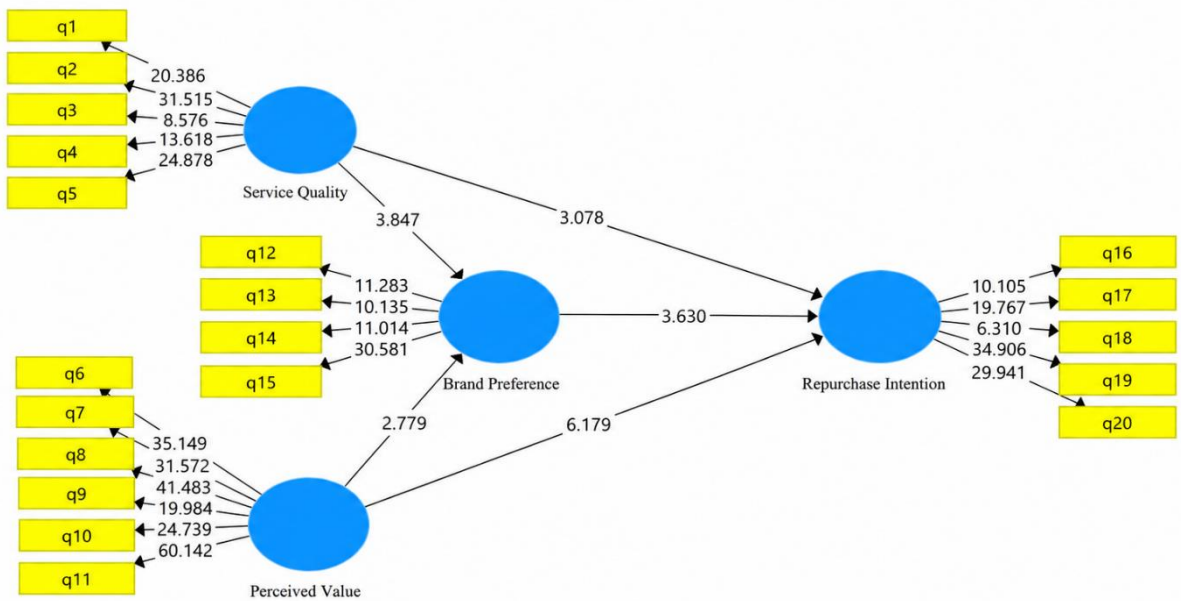 q1
q2
q3
q4
q5
20.386
31.515
8.576
13.618
24.878
Service Quality
3.847
3.078
q12
q13
q14
q15
11.283
10.135
11.014
30.581
Brand Preference
3.630
Repurchase Intention
10.105
19.767
6.310
34.906
29.941
q16
q17
q18
q19
q20
2.779
6.179
q6
q7
q8
q9
q10
q11
35.149
31.572
41.483
19.984
24.739
60.142
Perceived Value